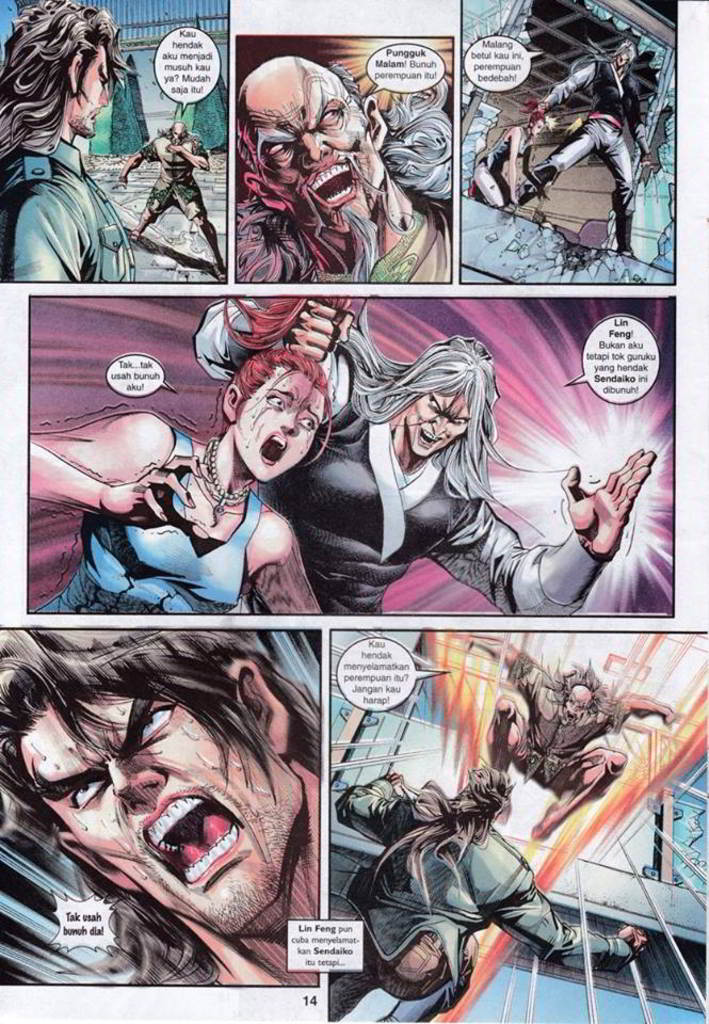 Kau
hendak
aku menjadi
musuh kau
ya? Mudah
saja itu!
Pungguk
Malam! Bunuh
perempuan itu!
Malang
betul kau ini,
perempuan
bedebah!
Tak...tak
usah bunuh
aku!
Lin
Feng!
Bukan aku
tetapi tok guruku
yang hendak
Sendaiko ini
dibunuh!
Tak usah
bunuh dia!
Kau
hendak
menyelamatkan
perempuan itu?
Jangan kau
harap!
Lin Feng pun
cuba menyelamat-
kan Sendaiko
itu tetapi...
14